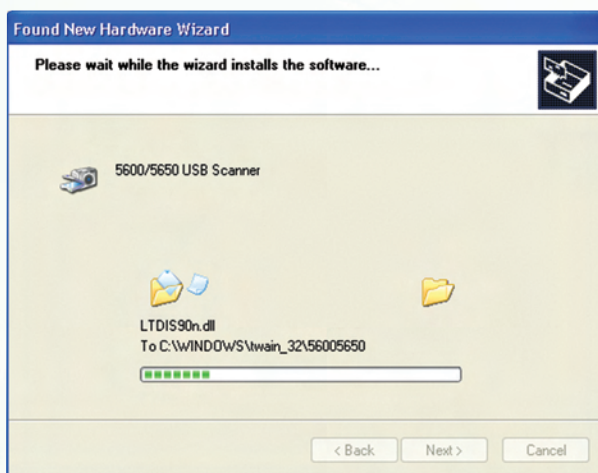 Found New Hardware Wizard
Please wait while the wizard installs the software...
5600/5650 USB Scanner
LTDIS90n.dll
To C:\WINDOWS\twain_32\56005650
< Back
Next >
Cancel